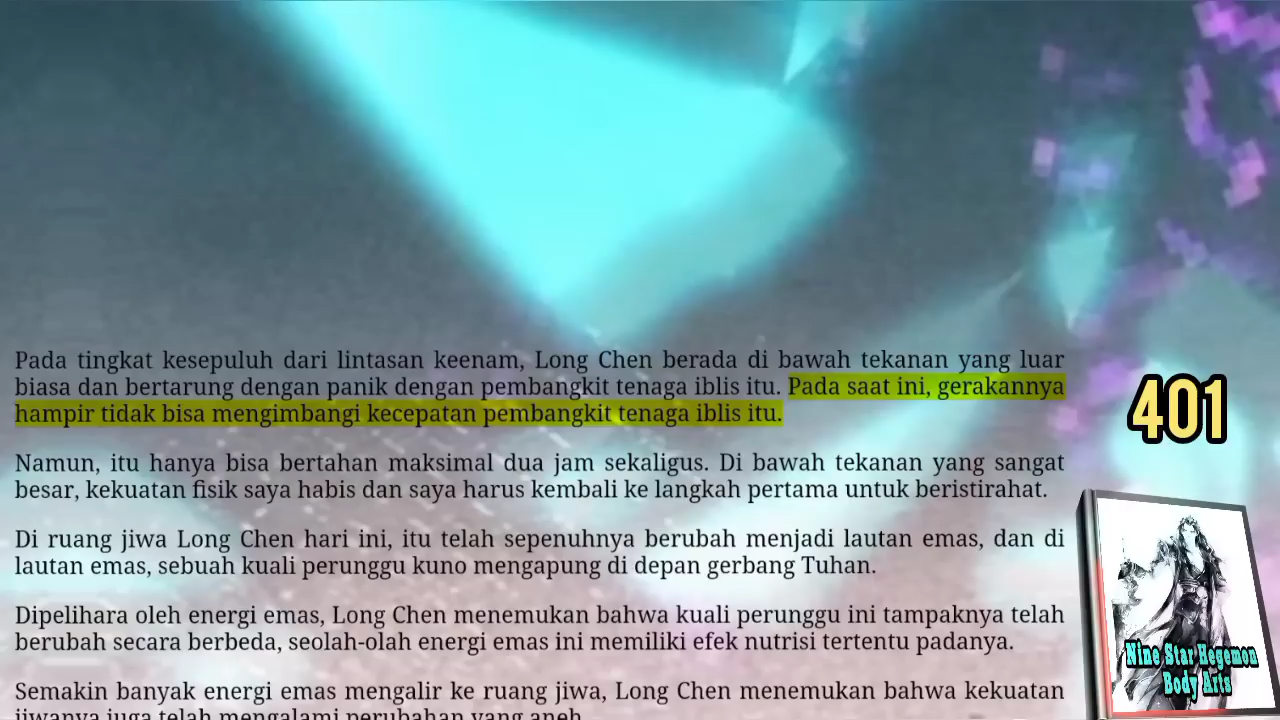 Pada tingkat kesepuluh dari lintasan keenam, Long Chen berada di bawah tekanan yang luar
biasa dan bertarung dengan panik dengan pembangkit tenaga iblis itu. Pada saat ini, gerakannya
hampir tidak bisa mengimbangi kecepatan pembangkit tenaga iblis itu.
Namun, itu hanya bisa bertahan maksimal dua jam sekaligus. Di bawah tekanan yang sangat
besar, kekuatan fisik saya habis dan saya harus kembali ke langkah pertama untuk beristirahat.
Di ruang jiwa Long Chen hari ini, itu telah sepenuhnya berubah menjadi lautan emas, dan di
lautan emas, sebuah kuali perunggu kuno mengapung di depan gerbang Tuhan.
Dipelihara oleh energi emas, Long Chen menemukan bahwa kuali perunggu ini tampaknya telah
berubah secara berbeda, seolah-olah energi emas ini memiliki efek nutrisi tertentu padanya.
Semakin banyak energi emas mengalir ke ruang jiwa, Long Chen menemukan bahwa kekuatan
jiwanya juga telah mengalami perubahan yang aneh.
401
Nine Star Hegemon
Body Arts